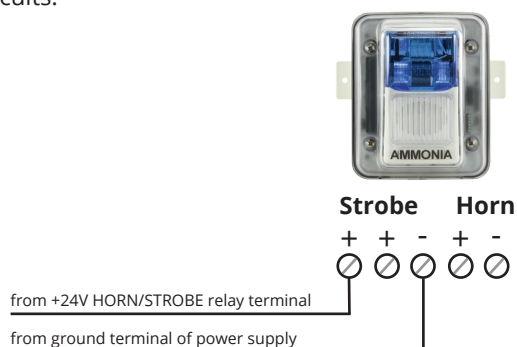 AMMONIA
Strobe Horn
+ + - + -
from +24V HORN/STROBE relay terminal
from ground terminal of power supply